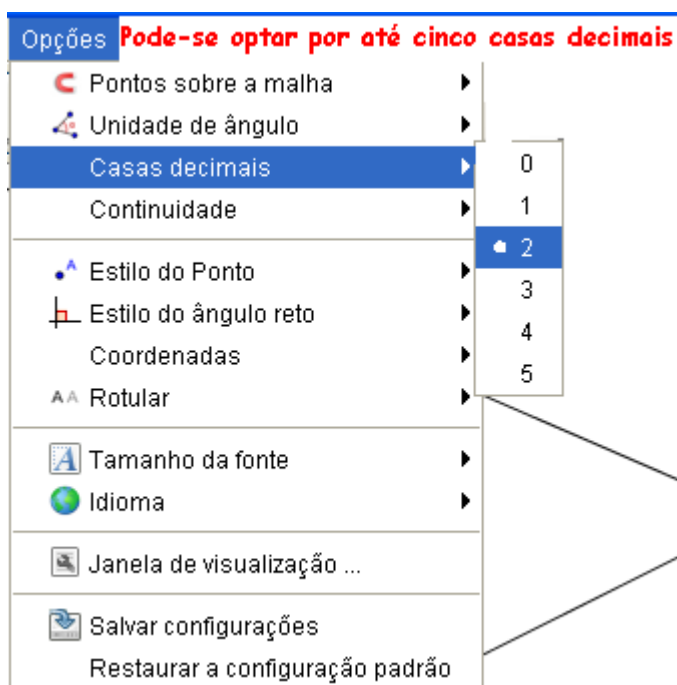 Opções Pode-se optar por até cinco casas decimais
Pontos sobre a malha
Unidade de ângulo
Casas decimais
Continuidade
0
1
2
3
4
5
Estilo do Ponto
Estilo do ângulo reto
Coordenadas
AA Rotular
Tamanho da fonte
Idioma
Janela de visualização ...
Salvar configurações
Restaurar a configuração padrão